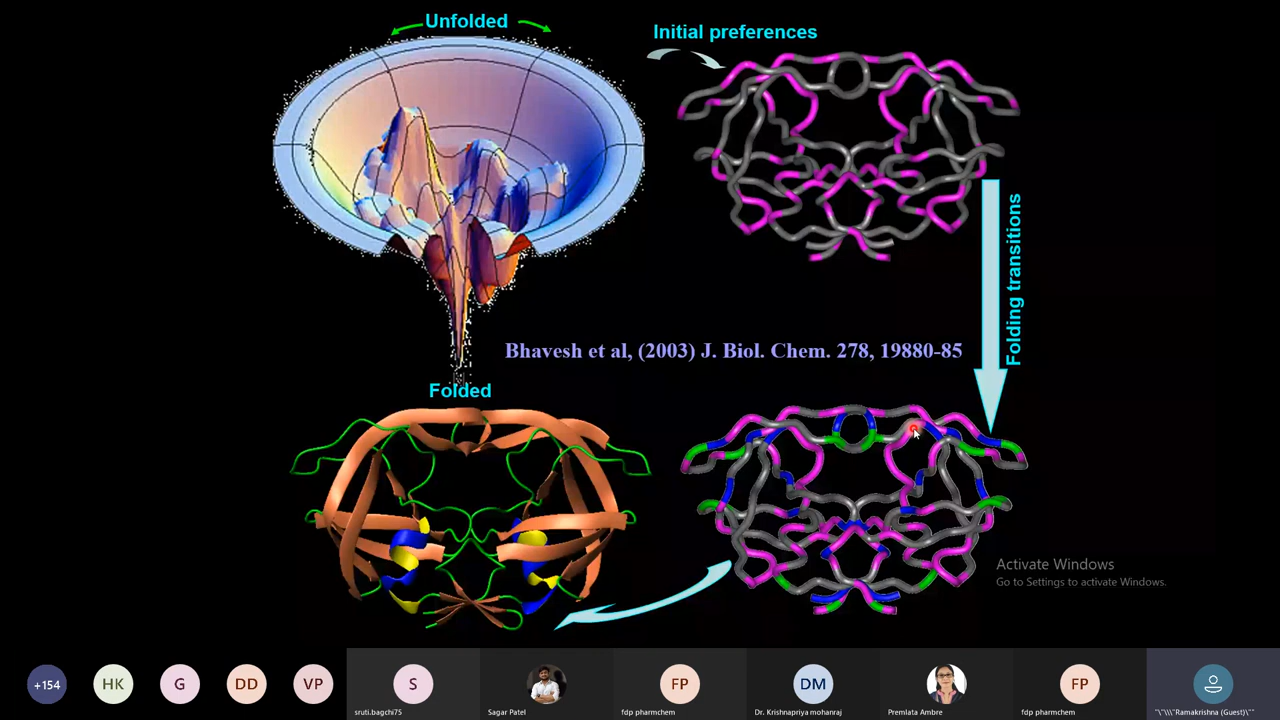 Unfolded
Initial preferences
Folding transitions
Bhavesh et al, (2003) J. Biol. Chem. 278, 19880-85
Folded
Activate Windows
Go to Settings to activate Windows.
+154
HK
G
DD
VP
S
FP
DM
FP
sruti.bagchi75
Sagar Patel
fdp pharmchem
Dr. Krishnapriya mohanraj
Premlata Ambre
fdp pharmchem
"\"\\\"Ramakrishna (Guest)\""